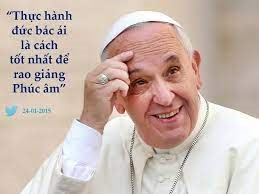 “Thực hành
đức bác ái
là cách
tốt nhất để
rao giảng
Phúc âm”
24-01-2015